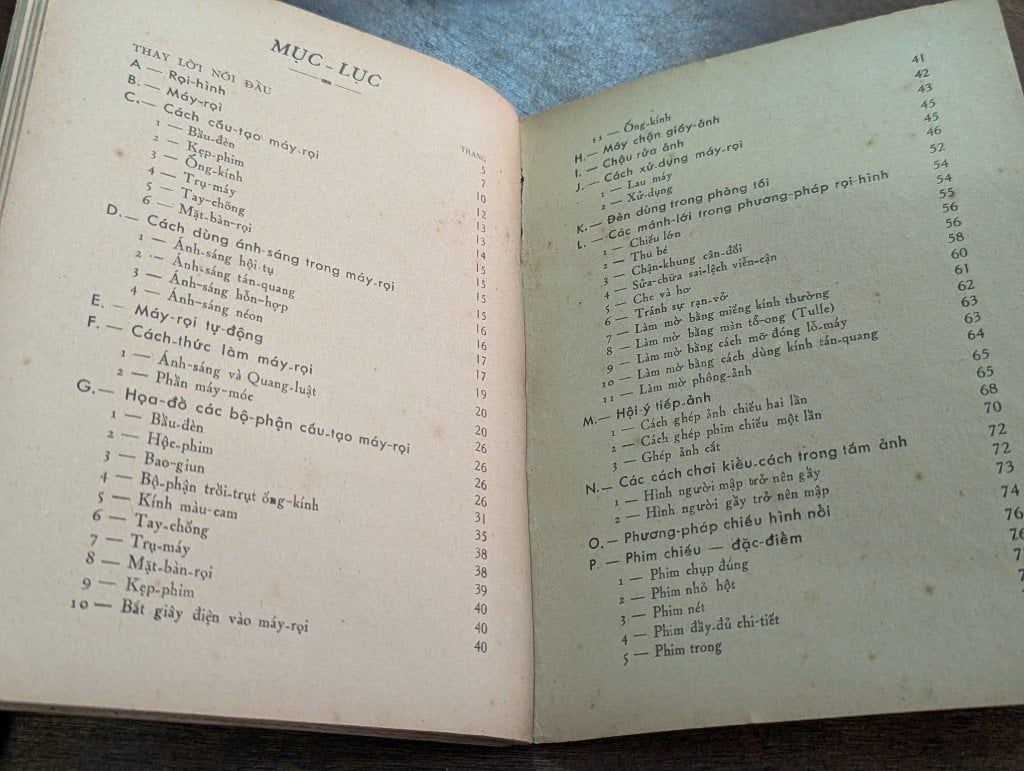 MỤC-LỤC
TRANG
THAY LỜI NÓI ĐẦU 5
A — Rọi-hình 7
B. — Máy-rọi 10
C.— Cách cấu-tạo máy-rọi 12
1 — Bầu-đèn 13
2 — Kẹp-phim 13
3 — Ống-kính 14
4 — Trụ-máy 15
5 — Tay-chống 15
6 — Mặt-bàn-rọi 15
D.— Cách dùng ánh-sáng trong máy-rọi 15
1 — Ánh-sáng hội-tụ 16
2 — Ánh-sáng tán-quang 16
3 — Ánh-sáng hỗn-hợp 17
4 — Ánh-sáng néon 17
E. — Máy-rọi tự-động 19
F. — Cách-thức làm máy-rọi 20
1 — Ánh-sáng và Quang-luật 20
2 — Phần máy-móc 26
G.— Họa-đồ các bộ-phận cấu-tạo máy-rọi 26
1 — Bầu-đèn 26
2 — Hộc-phim 26
3 — Bao-giun 31
4 — Bộ-phận trồi-trụt ống-kính 35
5 — Kính màu-cam 38
6 — Tay-chống 38
7 — Trụ-máy 39
8 — Mặt-bàn-rọi 40
9 — Kẹp-phim 40
10 — Bắt giây điện vào máy-rọi 40
11 — Ống-kính 41
H.— Máy chặn giấy-ảnh 42
I.— Chậu rửa ảnh 43
J.— Cách xử-dụng máy-rọi 45
1 — Lau máy 45
2 — Xử-dụng 46
K.— Đèn dùng trong phòng tối 52
L.— Các mánh-lới trong phương-pháp rọi-hình 54
1 — Chiếu lớn 54
2 — Thu bé 55
3 — Chận-khung cân-đối 56
4 — Sửa-chữa sai-lệch viễn-cận 56
5 — Che và hơ 58
6 — Tránh sự rạn-vỡ 60
7 — Làm mờ bằng miếng kính thường 61
8 — Làm mờ bằng màn tổ-ong (Tulle) 62
9 — Làm mờ bằng cách mở đóng lỗ-máy 63
10 — Làm mờ bằng cách dùng kính tán-quang 63
11 — Làm mờ phông-ảnh 64
M.— Hội-ý tiếp-ảnh 65
1 — Cách ghép ảnh chiếu hai lần 65
2 — Cách ghép phim chiếu một lần 68
3 — Ghép ảnh cắt 70
N.— Các cách chơi kiểu-cách trong tấm ảnh 72
1 — Hình người mập trở nên gầy 72
2 — Hình người gầy trở nên mập 73
O.— Phương-pháp chiếu hình nổi 74
P.— Phim chiếu — đặc-điểm 76
1 — Phim chụp đúng
2 — Phim nhỏ hột
3 — Phim nét
4 — Phim đầy-đủ chi-tiết
5 — Phim trong